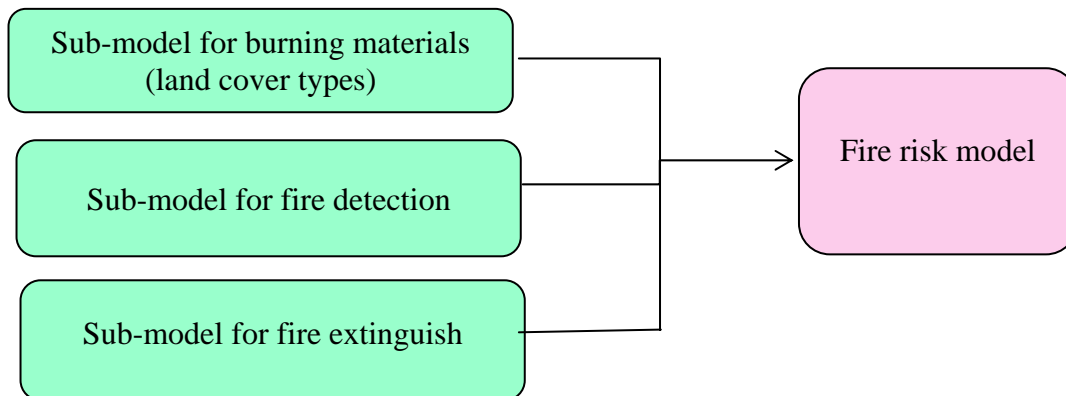 Sub-model for burning materials
(land cover types)
Sub-model for fire detection
Sub-model for fire extinguish
Fire risk model